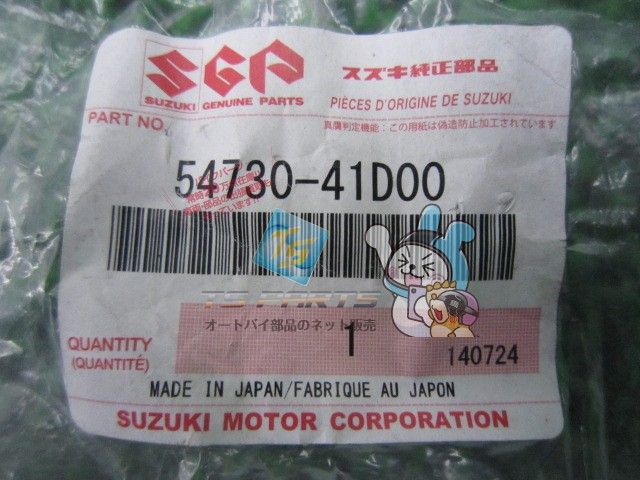 SGP
スズキ純正部品
SUZUKI GENUINE PARTS
PIÈCES D'ORIGINE DE SUZUKI
PART NO.
真贋判定機能：この用紙は偽造防止加工されています
54730-41D00
TS PARTS
オートバイ部品のネット販売
QUANTITY
(QUANTITÉ)
1
140724
MADE IN JAPAN/FABRIQUE AU JAPON
SUZUKI MOTOR CORPORATION